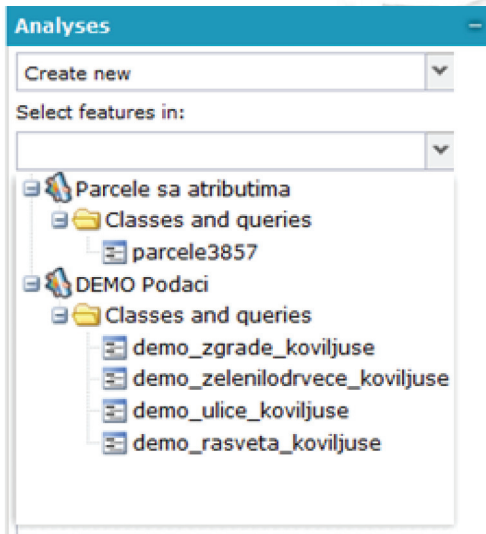 Analyses
Create new
Select features in:
Parcele sa atributima
Classes and queries
parcele3857
DEMO Podaci
Classes and queries
demo_zgrade_koviljuse
demo_zelenilodrvece_koviljuse
demo_ulice_koviljuse
demo_rasveta_koviljuse